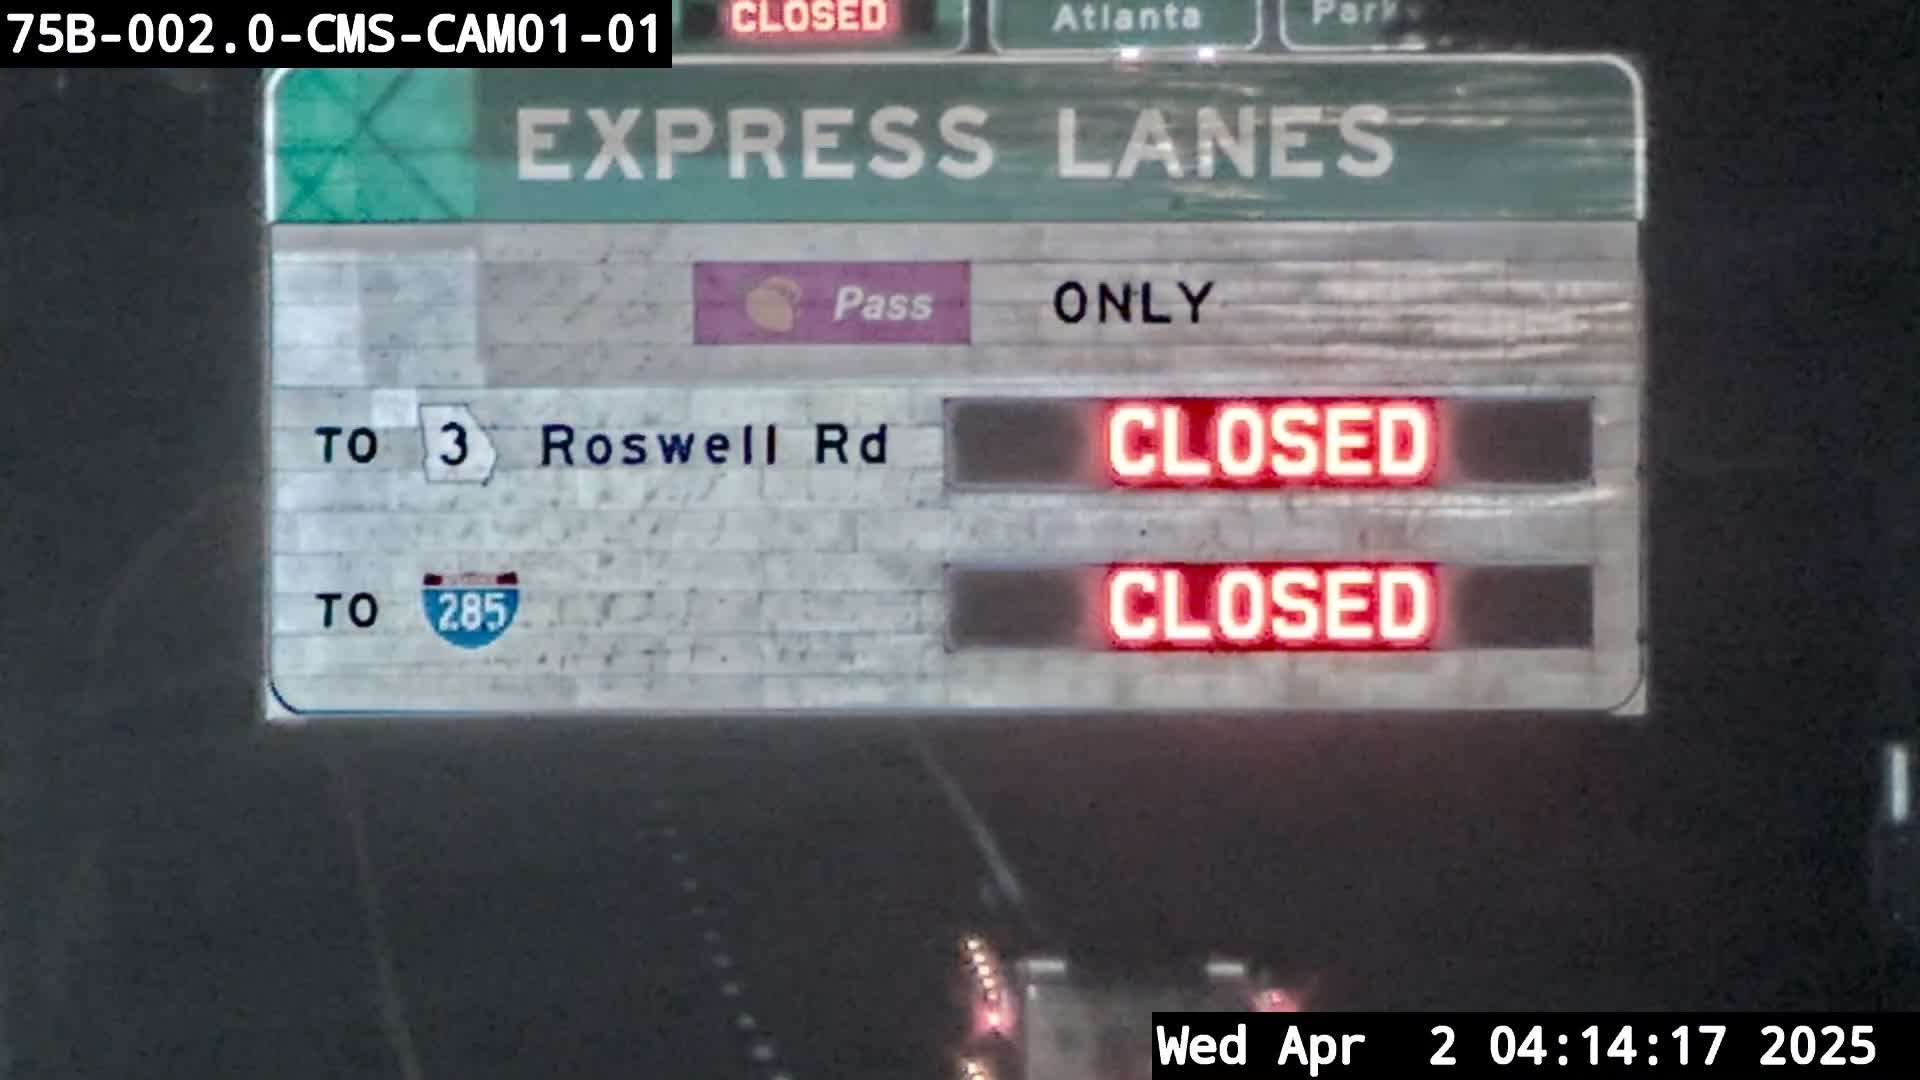 75B-002.0-CMS-CAM01-01
CLOSED
Atlanta
Park
EXPRESS LANES
Pass ONLY
TO 3 Roswell Rd CLOSED
TO 285 CLOSED
Wed Apr 2 04:14:17 2025